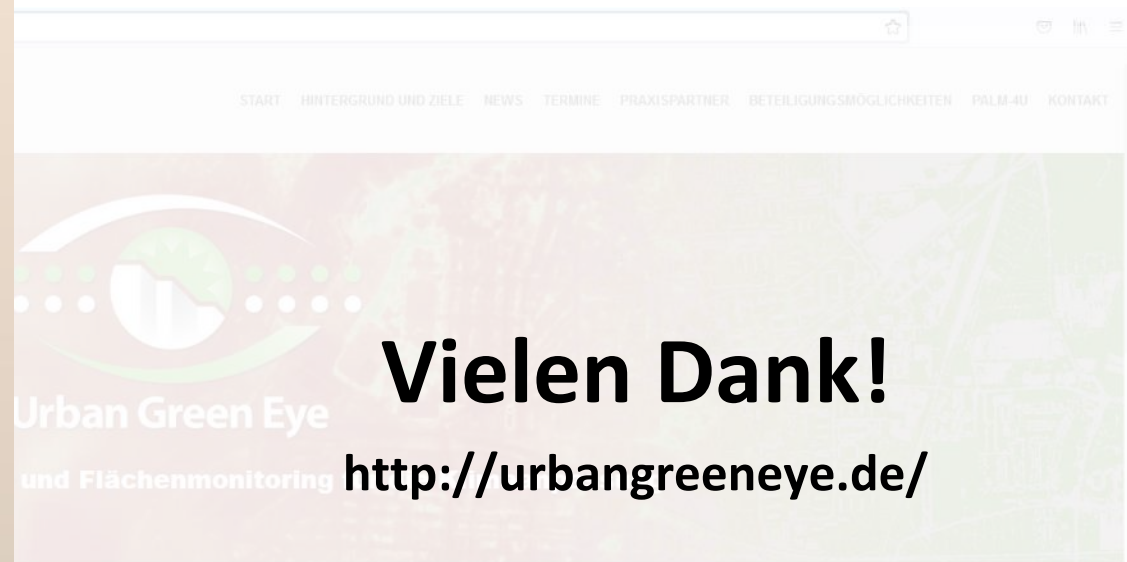 START HINTERGRUND UND ZIELE NEWS TERMINE PRAXISPARTNER BETEILIGUNGSMÖGLICHKEITEN PALM-4U KONTAKT
Vielen Dank!
Urban Green Eye
und Flächenmonitoring
http://urbangreeneye.de/